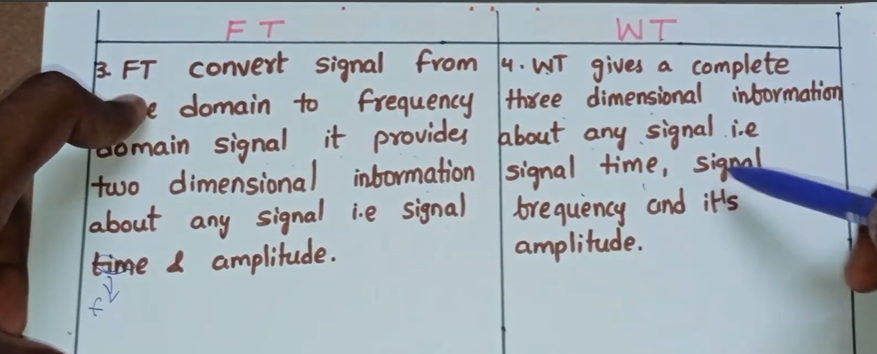 FT
WT
3. FT convert signal from
e domain to frequency
domain signal it provides
two dimensional information
about any signal i.e signal
time & amplitude.
f
4. WT gives a complete
three dimensional information
about any signal i.e
signal time, signal
frequency and it's
amplitude.